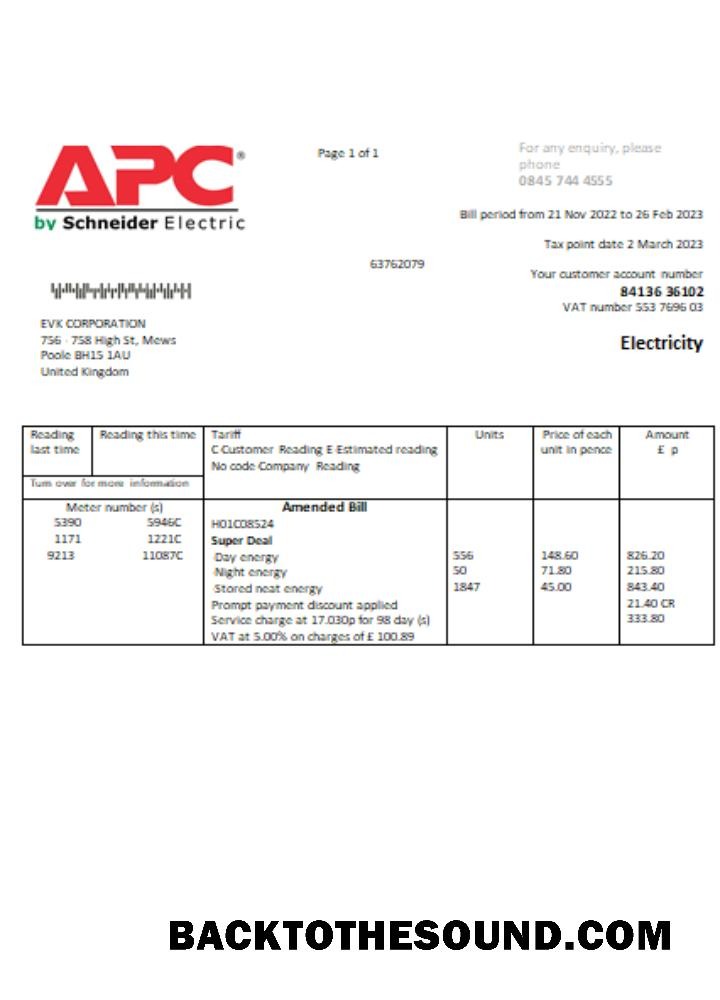 APC®
by Schneider Electric
Page 1 of 1
For any enquiry, please
phone
0845 744 4555
Bill period from 21 Nov 2022 to 26 Feb 2023
Tax point date 2 March 2023
63762079
Your customer account number
84136 36102
VAT number 553 7696 03
EVK CORPORATION
756 - 758 High St, Mews
Poole BH15 1AU
United Kingdom
Electricity
Reading last time | Reading this time | Tariff | Units | Price of each unit in pence | Amount £ p
C-Customer Reading E-Estimated reading
No code-Company Reading
Turn over for more information
Meter number (s) Amended Bill
5390 5946C H01C08524
1171 1221C Super Deal
9213 11087C -Day energy 556 148.60 826.20
-Night energy 50 71.80 215.80
-Stored neat energy 1847 45.00 843.40
Prompt payment discount applied 21.40 CR
Service charge at 17.030p for 98 day (s) 333.80
VAT at 5.00% on charges of £ 100.89
BACKTOTHESOUND.COM